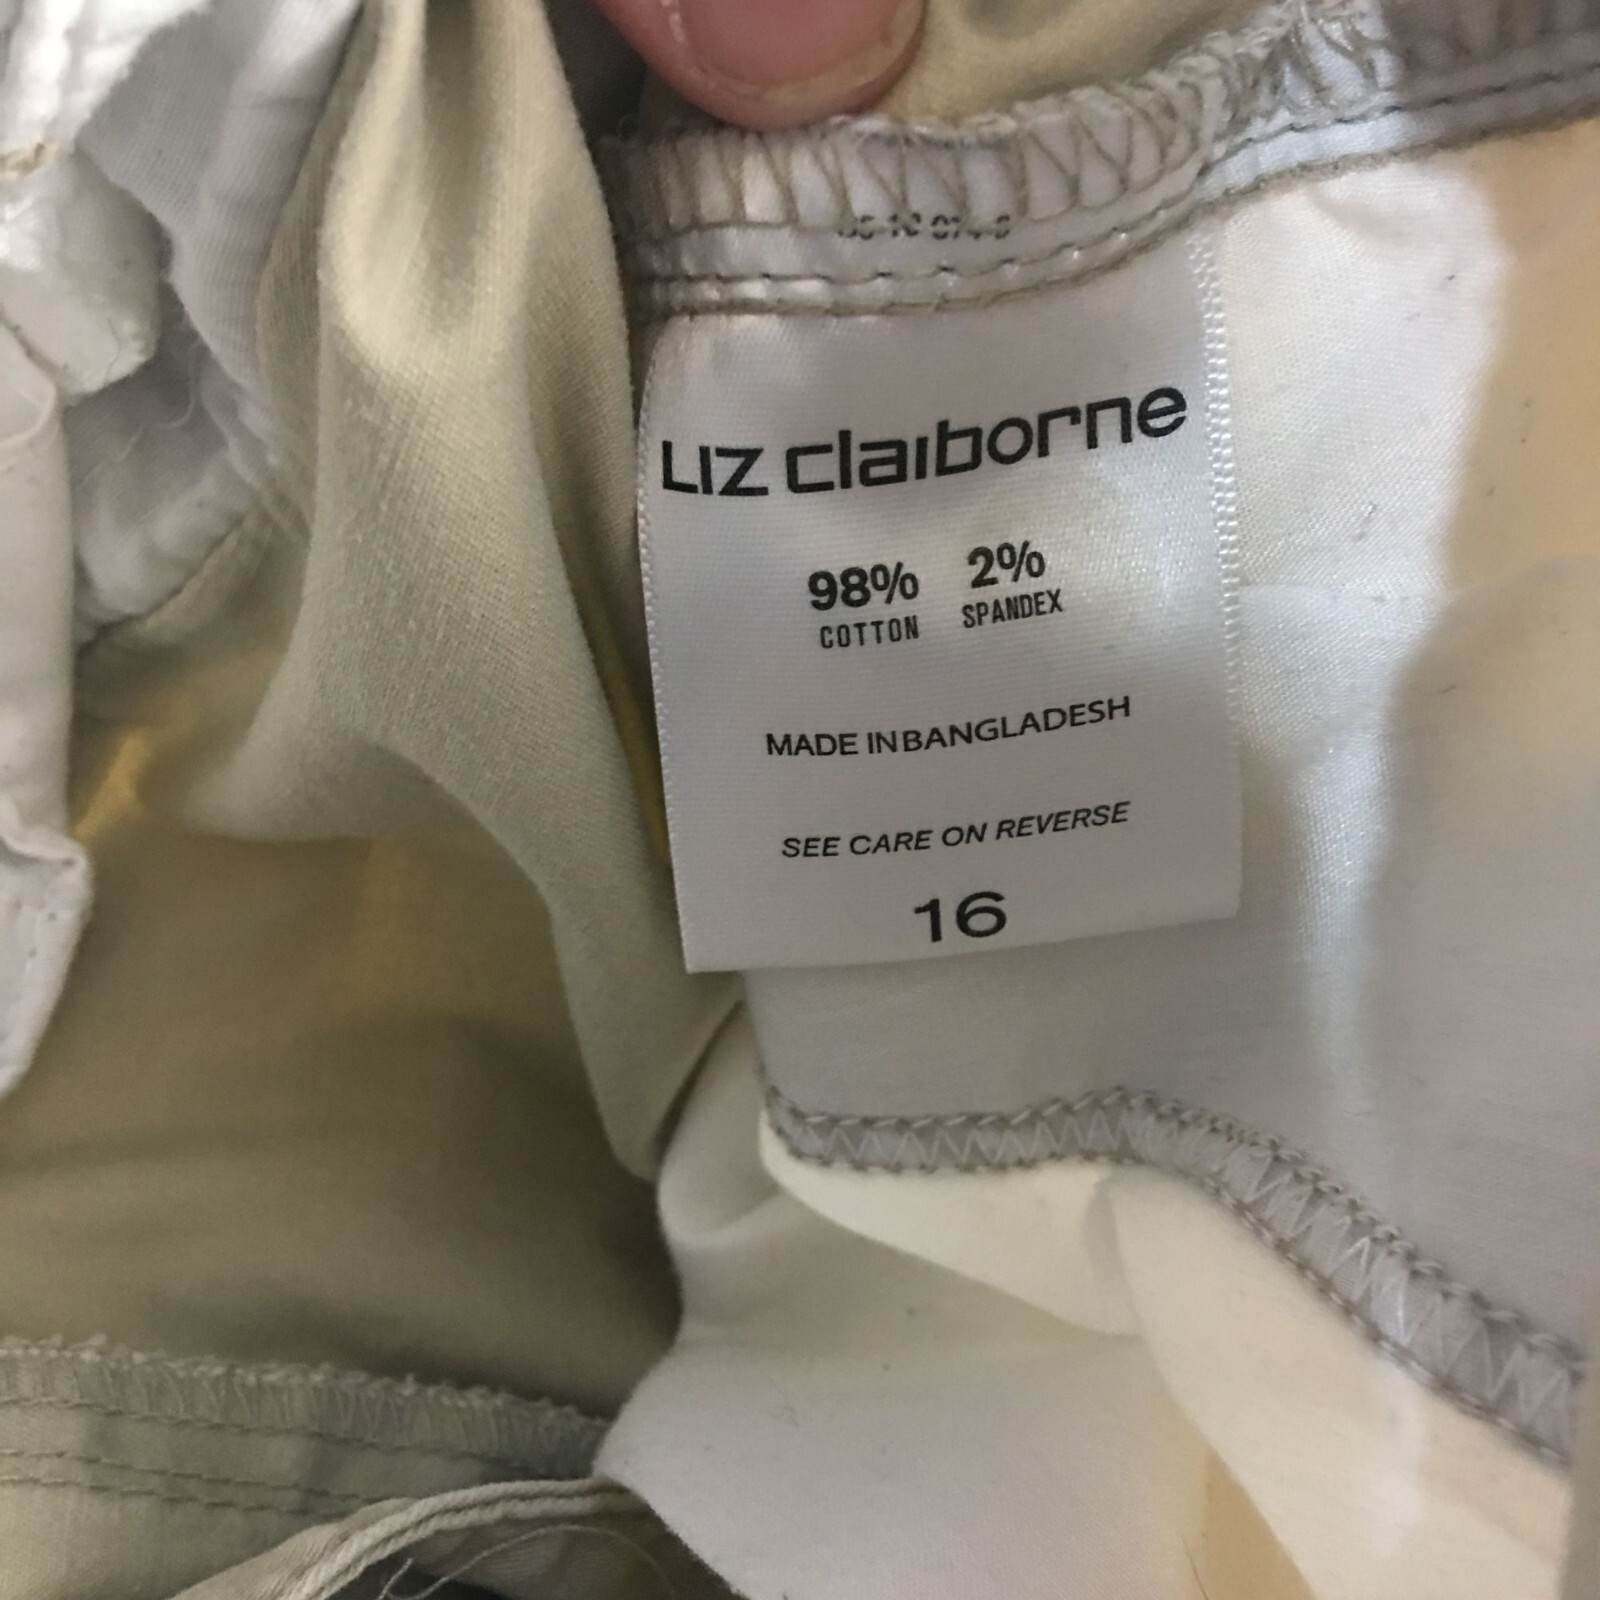 LIZ claiborne
98% 2%
COTTON SPANDEX
MADE IN BANGLADESH
SEE CARE ON REVERSE
16